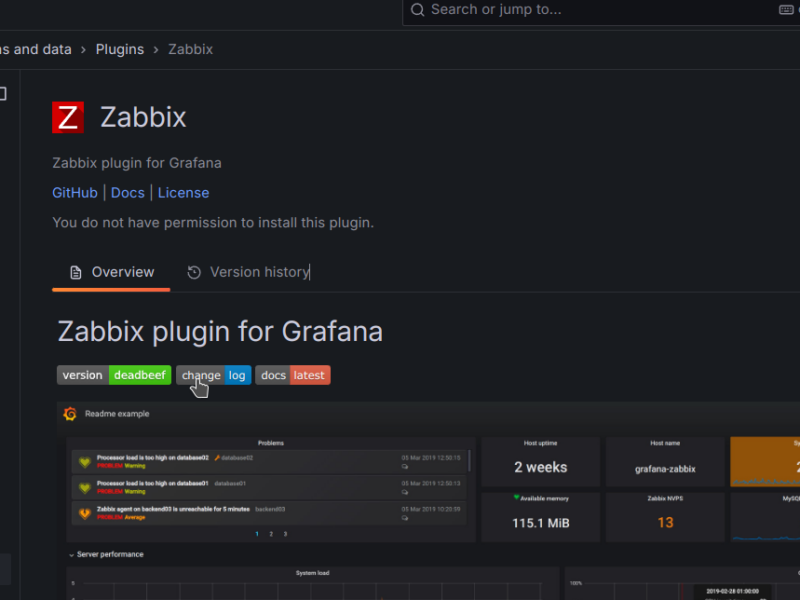 Search or jump to...
s and data › Plugins › Zabbix
Z Zabbix
Zabbix plugin for Grafana
GitHub | Docs | License
You do not have permission to install this plugin.
Overview Version history
Zabbix plugin for Grafana
version deadbeef change log docs latest
Readme example
Problems
Processor load is too high on database02 database02 05 Mar 2019 12:50:15
PROBLEM Warning
Processor load is too high on database01 database01 05 Mar 2019 12:50:13
PROBLEM Warning
Zabbix agent on backend03 is unreachable for 5 minutes backend03 05 Mar 2019 10:20:59
PROBLEM Average
1 2 3
Host uptime
2 weeks
Host name
grafana-zabbix
Available memory
115.1 MiB
Zabbix NVPS
13
MySQ
Server performance
System load
100%
2019-02-28 01:00:00